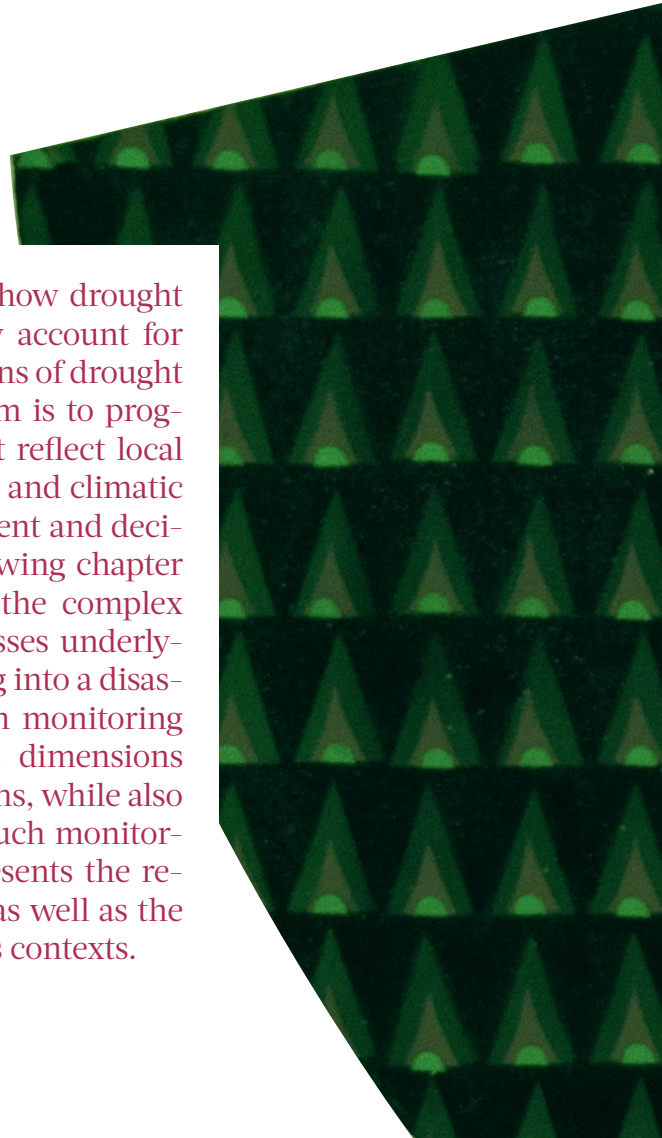 how drought
account for
ns of drought
m is to prog-
reflect local
and climatic
ent and deci-
wing chapter
the complex
sses underly-
into a disas-
monitoring
dimensions
ns, while also
uch monitor-
sents the re-
as well as the
contexts.